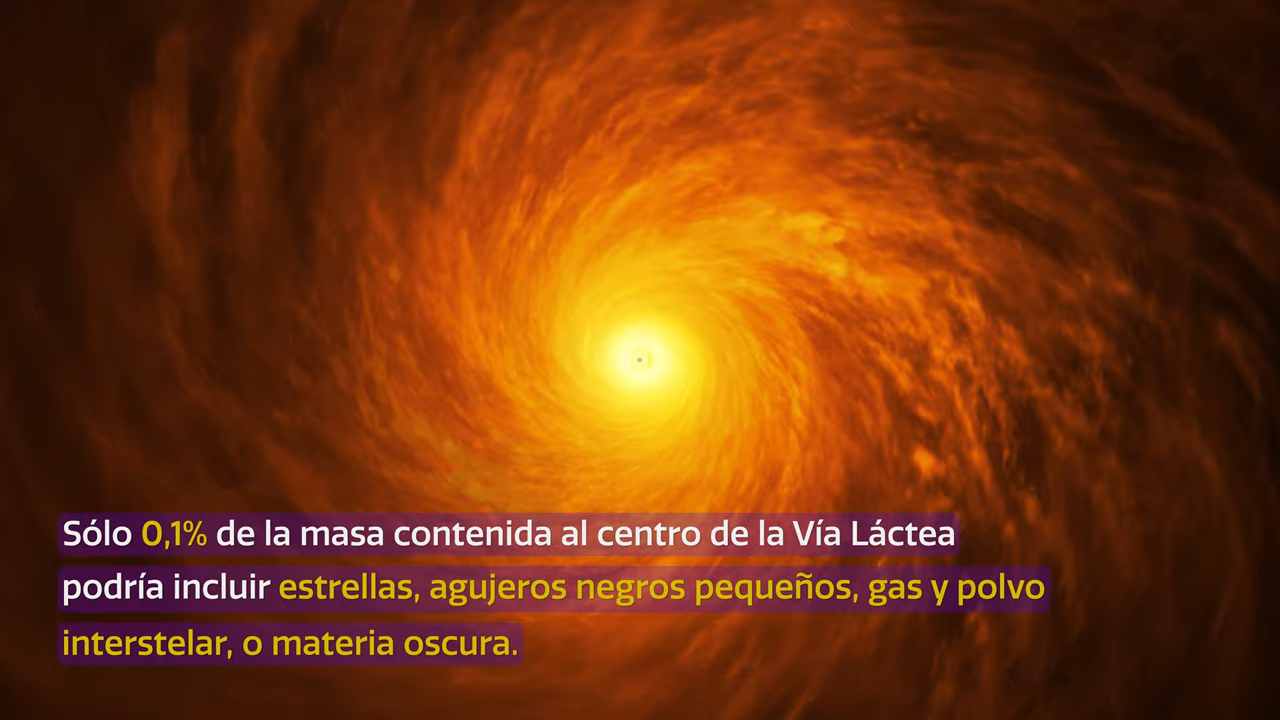 Sólo 0,1% de la masa contenida al centro de la Vía Láctea
podría incluir estrellas, agujeros negros pequeños, gas y polvo
interstelar, o materia oscura.